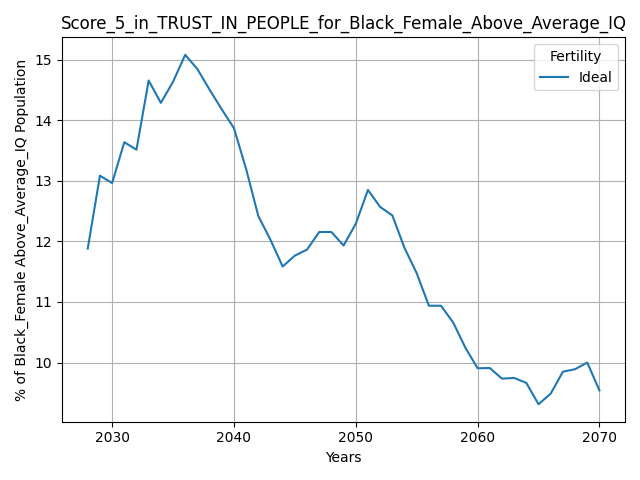 Score_5_in_TRUST_IN_PEOPLE_for_Black_Female_Above_Average_IQ
Fertility
Ideal
% of Black_Female Above_Average_IQ Population
15
14
13
12
11
10
2030 2040 2050 2060 2070
Years